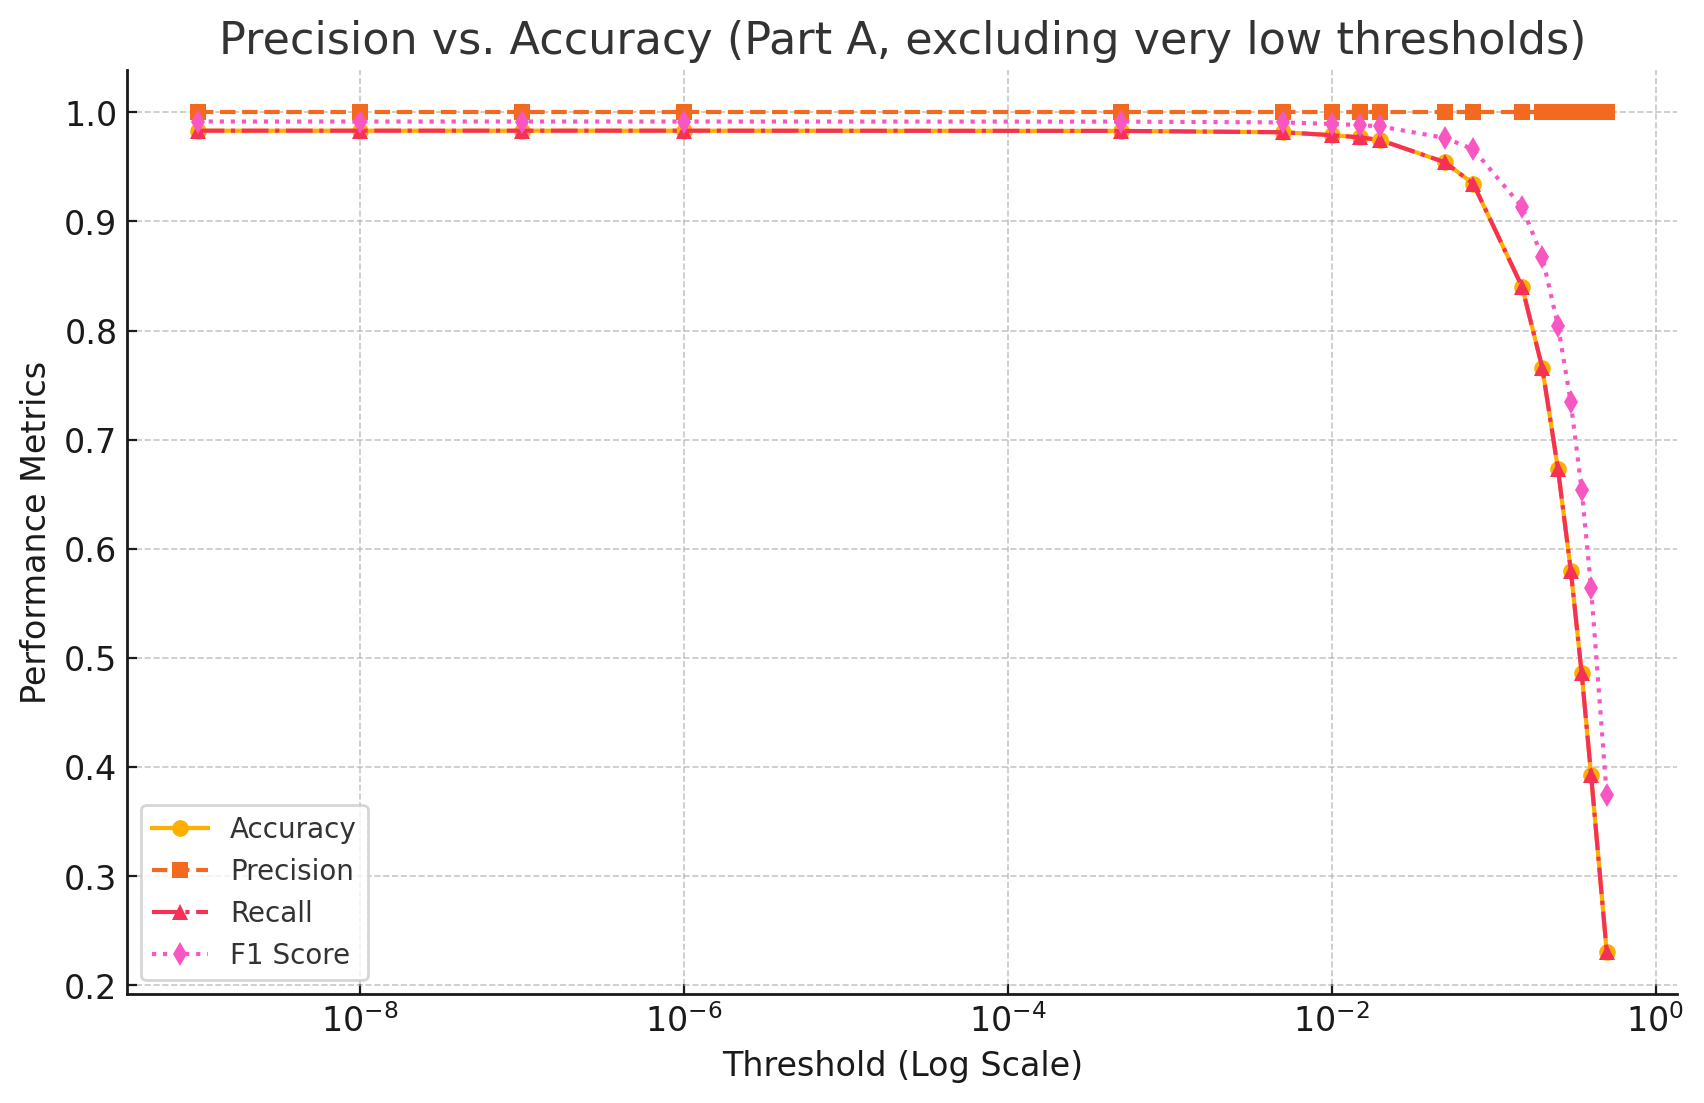 Precision vs. Accuracy (Part A, excluding very low thresholds)
Performance Metrics
1.0
0.9
0.8
0.7
0.6
0.5
0.4
0.3
0.2
Accuracy
Precision
Recall
F1 Score
10⁻⁸ 10⁻⁶ 10⁻⁴ 10⁻² 10⁰
Threshold (Log Scale)